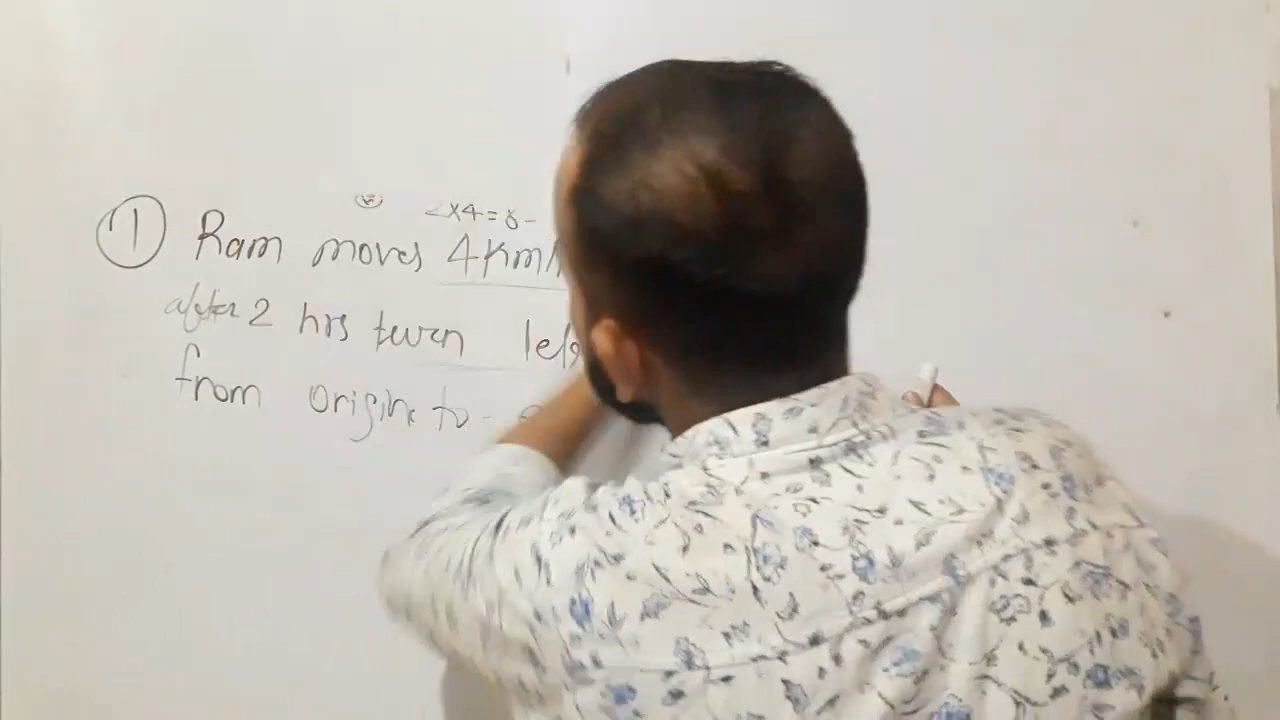 2x4=8-
① Ram moves 4Km/
after 2 hrs turn left
from origin to -